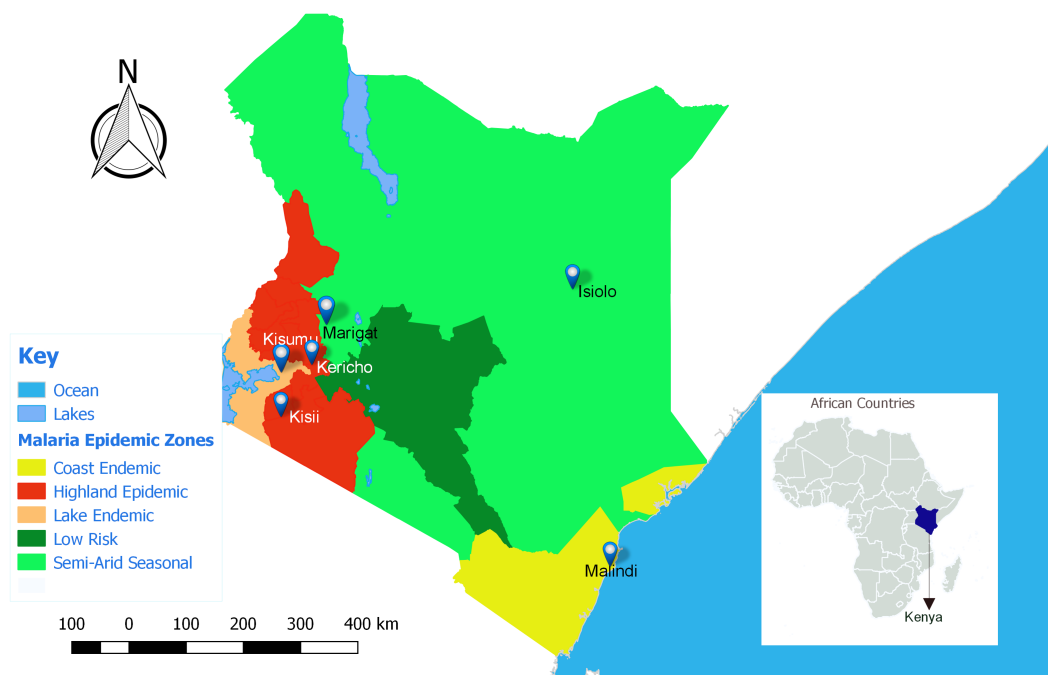 N
Isiolo
Marigat
Kisumu
Kericho
Kisii
Malindi
Key
Ocean
Lakes
Malaria Epidemic Zones
Coast Endemic
Highland Epidemic
Lake Endemic
Low Risk
Semi-Arid Seasonal
100 0 100 200 300 400 km
African Countries
Kenya